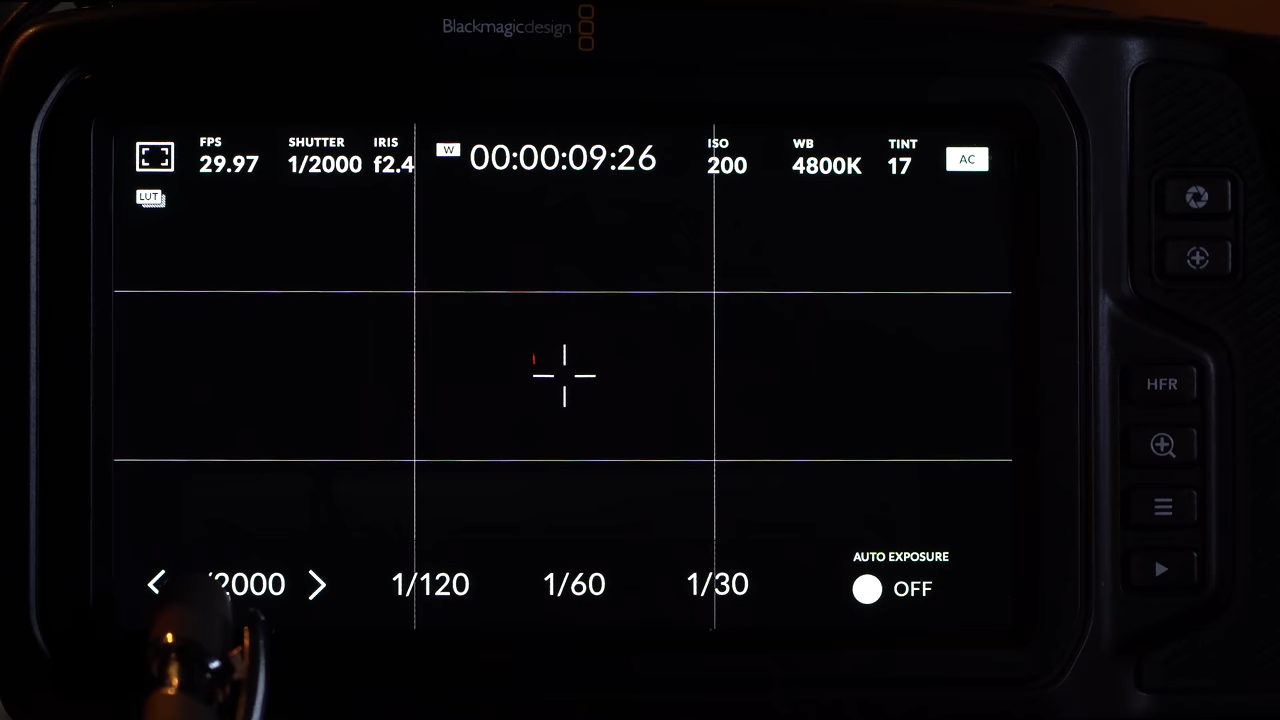 Blackmagicdesign
FPS SHUTTER IRIS ISO WB TINT
29.97 1/2000 f2.4 W 00:00:09:26 200 4800K 17 AC
LUT
HFR
AUTO EXPOSURE
/2000 1/120 1/60 1/30 OFF